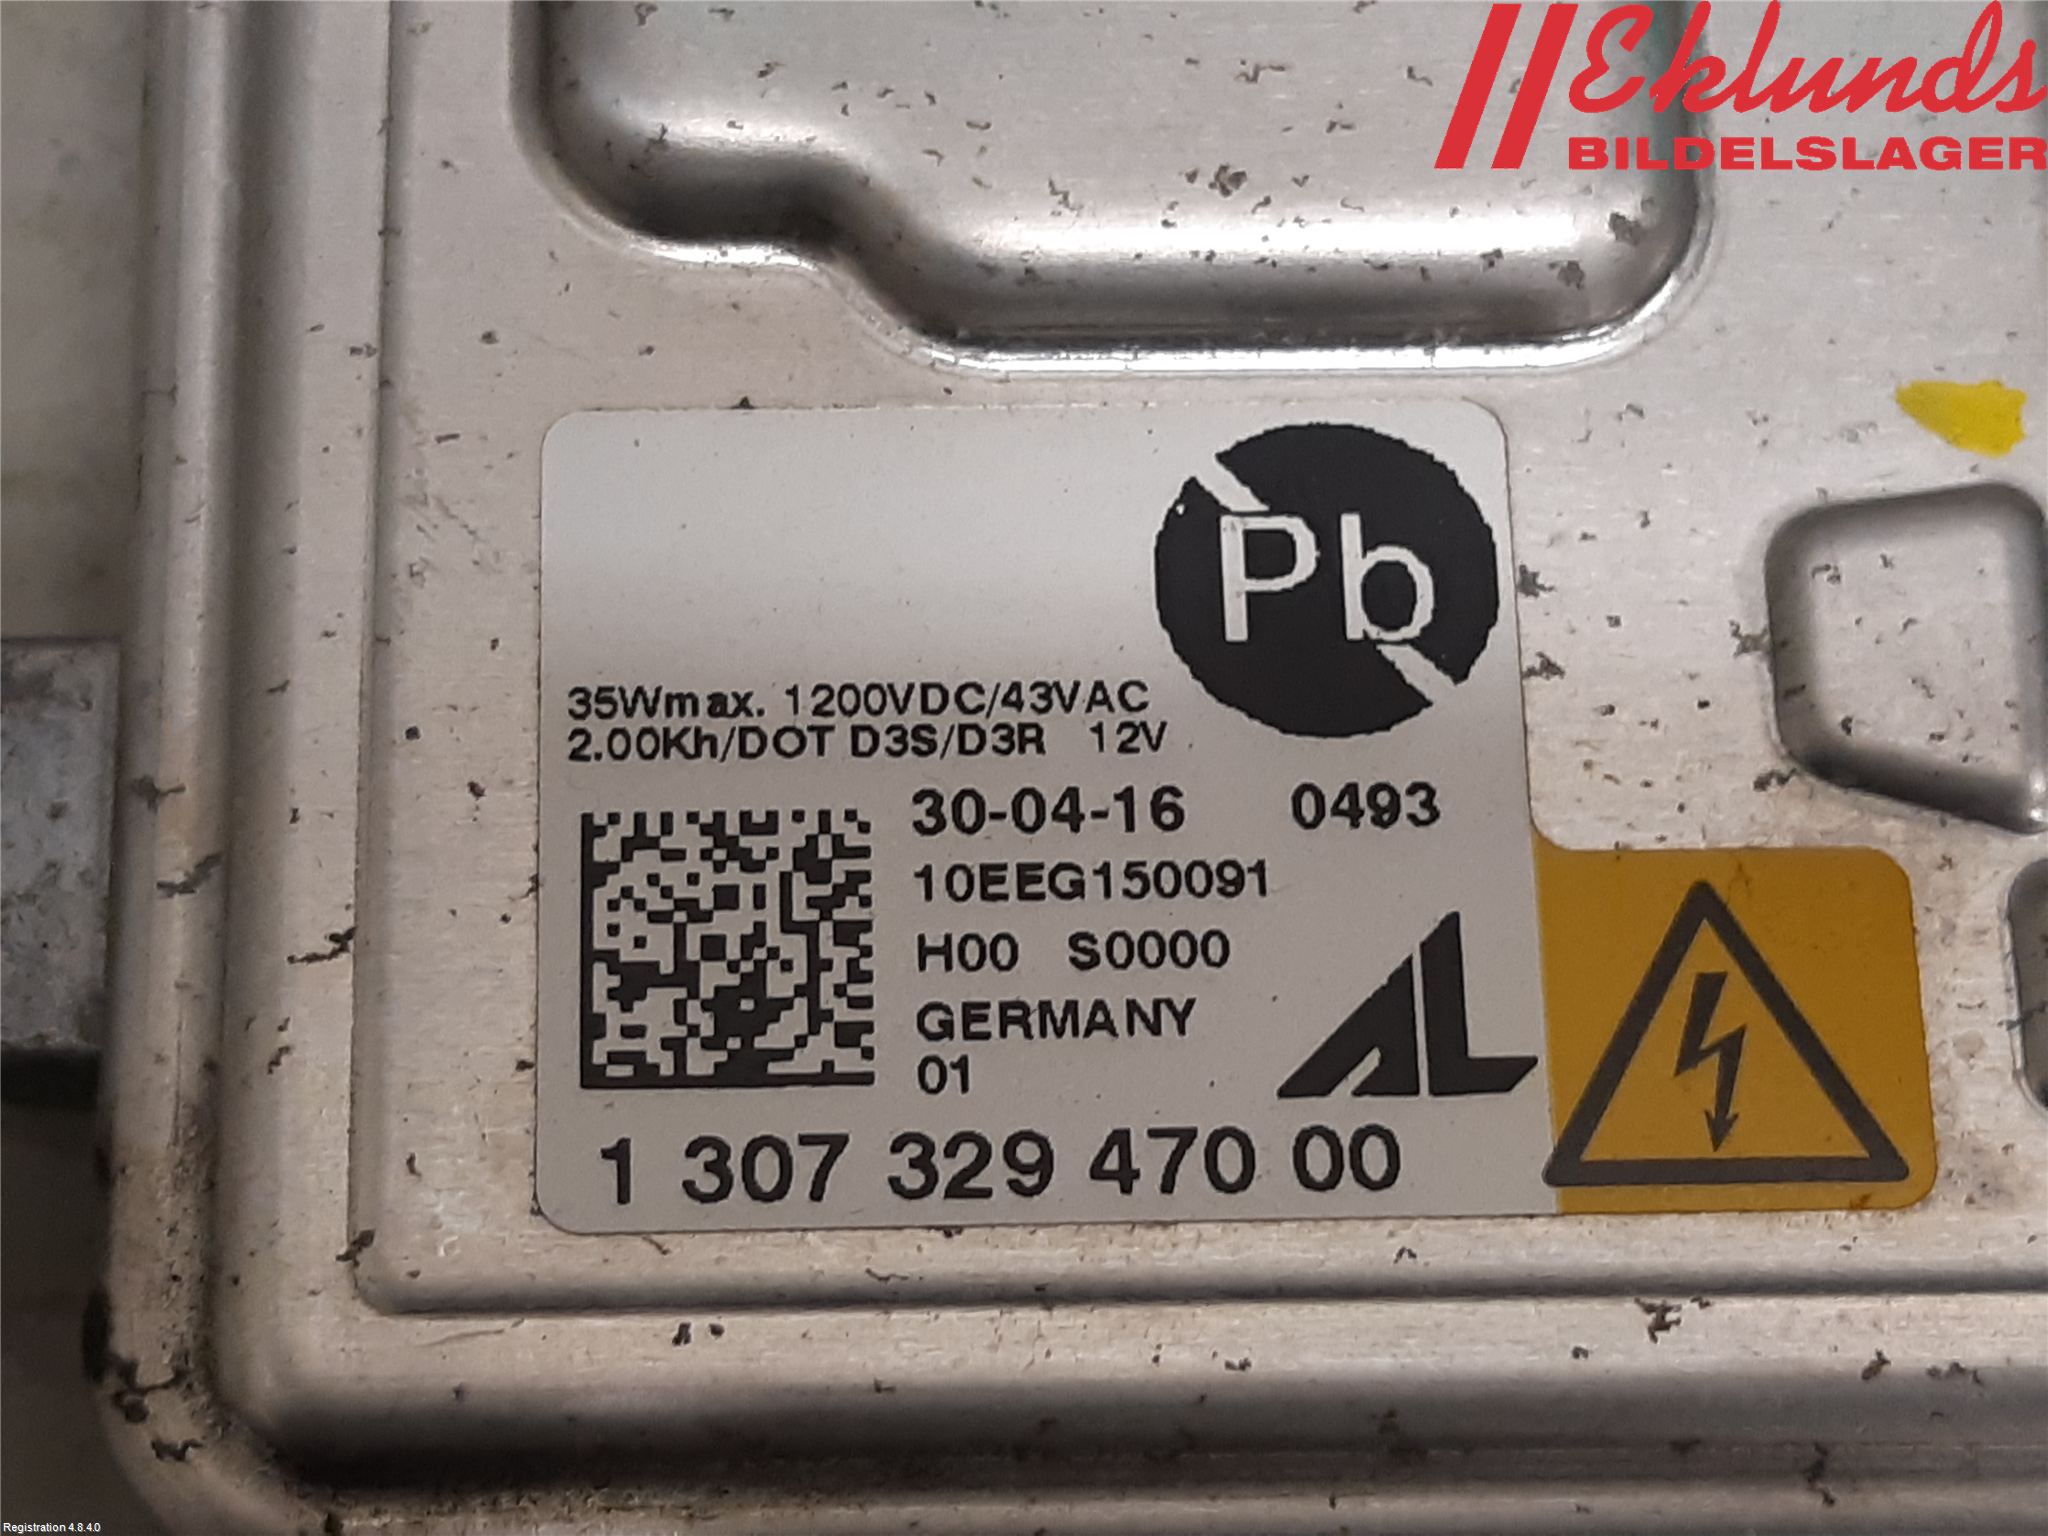 Eklunds
BILDELSLAGER
Pb
35Wmax. 1200VDC/43VAC
2.00Kh/DOT D3S/D3R 12V
30-04-16 0493
10EEG150091
H00 S0000
GERMANY
01
AL
1 307 329 470 00
Registration 4.8.4.0